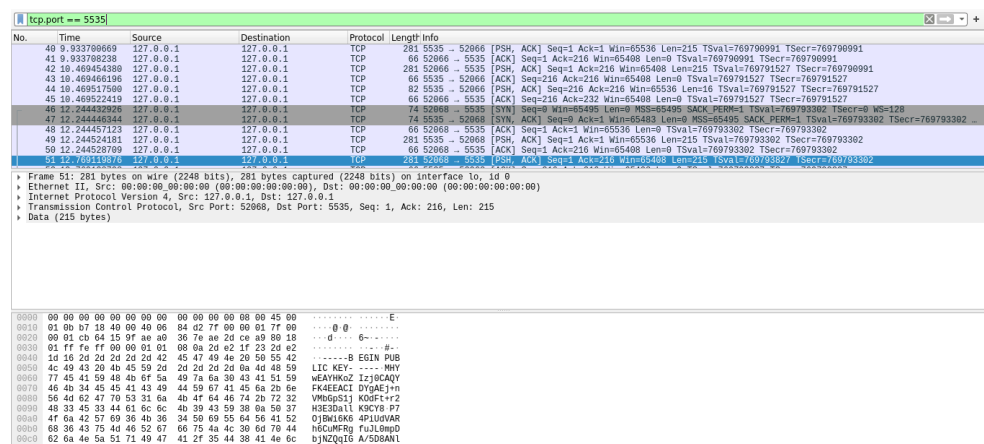 tcp.port == 5535
No. Time Source Destination Protocol Length Info
40 9.933700669 127.0.0.1 127.0.0.1 TCP 281 5535 → 52066 [PSH, ACK] Seq=1 Ack=1 Win=65536 Len=215 TSval=769790991 TSecr=769790991
41 9.933708238 127.0.0.1 127.0.0.1 TCP 66 52066 → 5535 [ACK] Seq=1 Ack=216 Win=65408 Len=0 TSval=769790991 TSecr=769790991
42 10.469454380 127.0.0.1 127.0.0.1 TCP 281 52066 → 5535 [PSH, ACK] Seq=1 Ack=216 Win=65408 Len=215 TSval=769791527 TSecr=769790991
43 10.469466196 127.0.0.1 127.0.0.1 TCP 66 5535 → 52066 [ACK] Seq=216 Ack=216 Win=65408 Len=0 TSval=769791527 TSecr=769791527
44 10.469517500 127.0.0.1 127.0.0.1 TCP 82 5535 → 52066 [PSH, ACK] Seq=216 Ack=216 Win=65536 Len=16 TSval=769791527 TSecr=769791527
45 10.469522419 127.0.0.1 127.0.0.1 TCP 66 52066 → 5535 [ACK] Seq=216 Ack=232 Win=65408 Len=0 TSval=769791527 TSecr=769791527
46 12.244432926 127.0.0.1 127.0.0.1 TCP 74 52068 → 5535 [SYN] Seq=0 Win=65495 Len=0 MSS=65495 SACK_PERM=1 TSval=769793302 TSecr=0 WS=128
47 12.244446344 127.0.0.1 127.0.0.1 TCP 74 5535 → 52068 [SYN, ACK] Seq=0 Ack=1 Win=65483 Len=0 MSS=65495 SACK_PERM=1 TSval=769793302 TSecr=769793302 …
48 12.244457123 127.0.0.1 127.0.0.1 TCP 66 52068 → 5535 [ACK] Seq=1 Ack=1 Win=65536 Len=0 TSval=769793302 TSecr=769793302
49 12.244524181 127.0.0.1 127.0.0.1 TCP 281 5535 → 52068 [PSH, ACK] Seq=1 Ack=1 Win=65536 Len=215 TSval=769793302 TSecr=769793302
50 12.244528709 127.0.0.1 127.0.0.1 TCP 66 52068 → 5535 [ACK] Seq=1 Ack=216 Win=65408 Len=0 TSval=769793302 TSecr=769793302
51 12.769119876 127.0.0.1 127.0.0.1 TCP 281 52068 → 5535 [PSH, ACK] Seq=1 Ack=216 Win=65408 Len=215 TSval=769793827 TSecr=769793302
Frame 51: 281 bytes on wire (2248 bits), 281 bytes captured (2248 bits) on interface lo, id 0
Ethernet II, Src: 00:00:00_00:00:00 (00:00:00:00:00:00), Dst: 00:00:00_00:00:00 (00:00:00:00:00:00)
Internet Protocol Version 4, Src: 127.0.0.1, Dst: 127.0.0.1
Transmission Control Protocol, Src Port: 52068, Dst Port: 5535, Seq: 1, Ack: 216, Len: 215
Data (215 bytes)
0000 00 00 00 00 00 00 00 00 00 00 00 00 08 00 45 00 ········ ······E·
0010 01 0b b7 18 40 00 40 06 84 d2 7f 00 00 01 7f 00 ····@·@· ········
0020 00 01 cb 64 15 9f ae a0 36 7e ae 2d ce a9 80 18 ···d···· 6~·-····
0030 01 ff fe ff 00 00 01 01 08 0a 2d e2 1f 23 2d e2 ········ ··-··#-·
0040 1d 16 2d 2d 2d 2d 2d 42 45 47 49 4e 20 50 55 42 ··-----B EGIN PUB
0050 4c 49 43 20 4b 45 59 2d 2d 2d 2d 2d 0a 4d 48 59 LIC KEY- ----·MHY
0060 77 45 41 59 48 4b 6f 5a 49 7a 6a 30 43 41 51 59 wEAYHKoZ Izj0CAQY
0070 46 4b 34 45 45 41 43 49 44 59 67 41 45 6a 2b 6e FK4EEACI DYgAEj+n
0080 56 4d 62 47 70 53 31 6a 4b 4f 64 46 74 2b 72 32 VMbGpS1j KOdFt+r2
0090 48 33 45 33 44 61 6c 6c 4b 39 43 59 38 0a 50 37 H3E3Dall K9CY8·P7
00a0 4f 6a 42 57 69 36 4b 36 34 50 69 55 64 56 41 52 OjBWi6K6 4PiUdVAR
00b0 68 36 43 75 4d 46 52 67 66 75 4a 4c 30 6d 70 44 h6CuMFRg fuJL0mpD
00c0 62 6a 4e 5a 51 71 49 47 41 2f 35 44 38 41 4e 6c bjNZQqIG A/5D8ANl